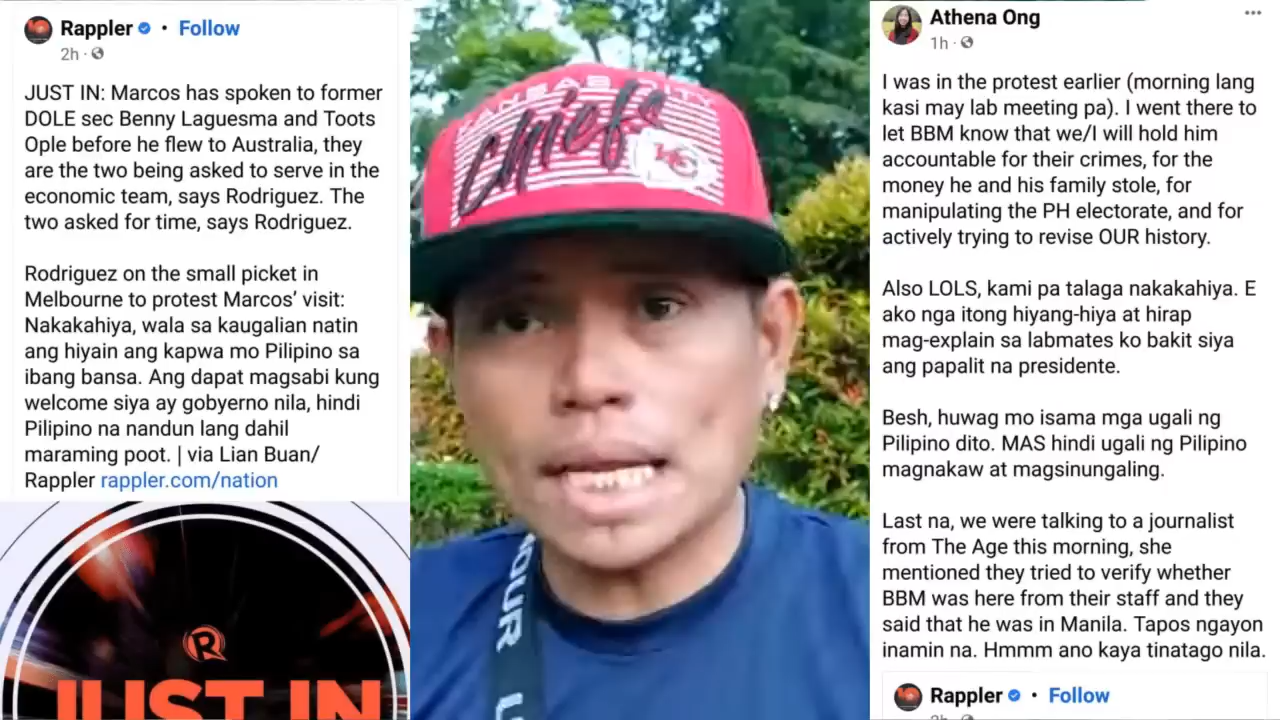 Rappler • Follow
2h
JUST IN: Marcos has spoken to former
DOLE sec Benny Laguesma and Toots
Ople before he flew to Australia, they
are the two being asked to serve in the
economic team, says Rodriguez. The
two asked for time, says Rodriguez.
Rodriguez on the small picket in
Melbourne to protest Marcos’ visit:
Nakakahiya, wala sa kaugalian natin
ang hiyain ang kapwa mo Pilipino sa
ibang bansa. Ang dapat magsabi kung
welcome siya ay gobyerno nila, hindi
Pilipino na nandun lang dahil
maraming poot. | via Lian Buan/
Rappler rappler.com/nation
R
JUST IN
KANSAS CITY
Chiefs
KC
OUR
Athena Ong
1h
I was in the protest earlier (morning lang
kasi may lab meeting pa). I went there to
let BBM know that we/I will hold him
accountable for their crimes, for the
money he and his family stole, for
manipulating the PH electorate, and for
actively trying to revise OUR history.
Also LOLS, kami pa talaga nakakahiya. E
ako nga itong hiyang-hiya at hirap
mag-explain sa labmates ko bakit siya
ang papalit na presidente.
Besh, huwag mo isama mga ugali ng
Pilipino dito. MAS hindi ugali ng Pilipino
magnakaw at magsinungaling.
Last na, we were talking to a journalist
from The Age this morning, she
mentioned they tried to verify whether
BBM was here from their staff and they
said that he was in Manila. Tapos ngayon
inamin na. Hmmm ano kaya tinatago nila.
Rappler • Follow